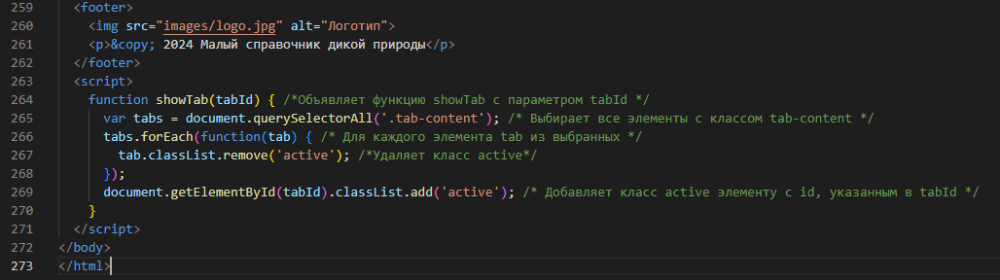 259 <footer>
260 <img src="images/logo.jpg" alt="Логотип">
261 <p>&copy; 2024 Малый справочник дикой природы</p>
262 </footer>
263 <script>
264 function showTab(tabId) { /*Объявляет функцию showTab с параметром tabId */
265 var tabs = document.querySelectorAll('.tab-content'); /* Выбирает все элементы с классом tab-content */
266 tabs.forEach(function(tab) { /* Для каждого элемента tab из выбранных */
267 tab.classList.remove('active'); /*Удаляет класс active*/
268 });
269 document.getElementById(tabId).classList.add('active'); /* Добавляет класс active элементу с id, указанным в tabId */
270 }
271 </script>
272 </body>
273 </html>